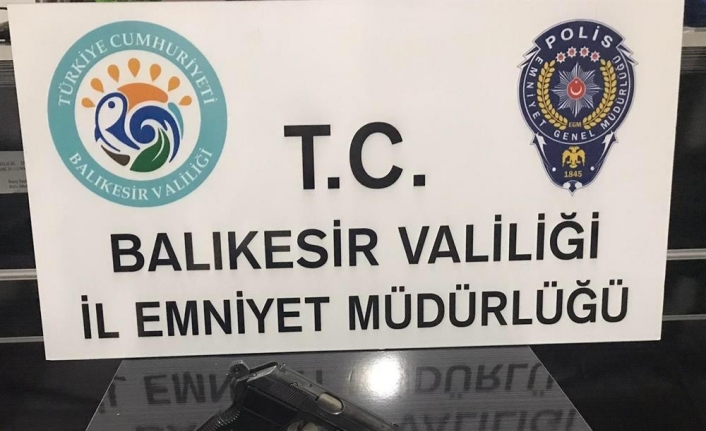 TÜRKİYE CUMHURİYETİ
BALIKESİR VALİLİĞİ
POLİS
EMNİYET GENEL MÜDÜRLÜĞÜ
EGM
1845
T.C.
BALIKESİR VALİLİĞİ
İL EMNİYET MÜDÜRLÜĞÜ